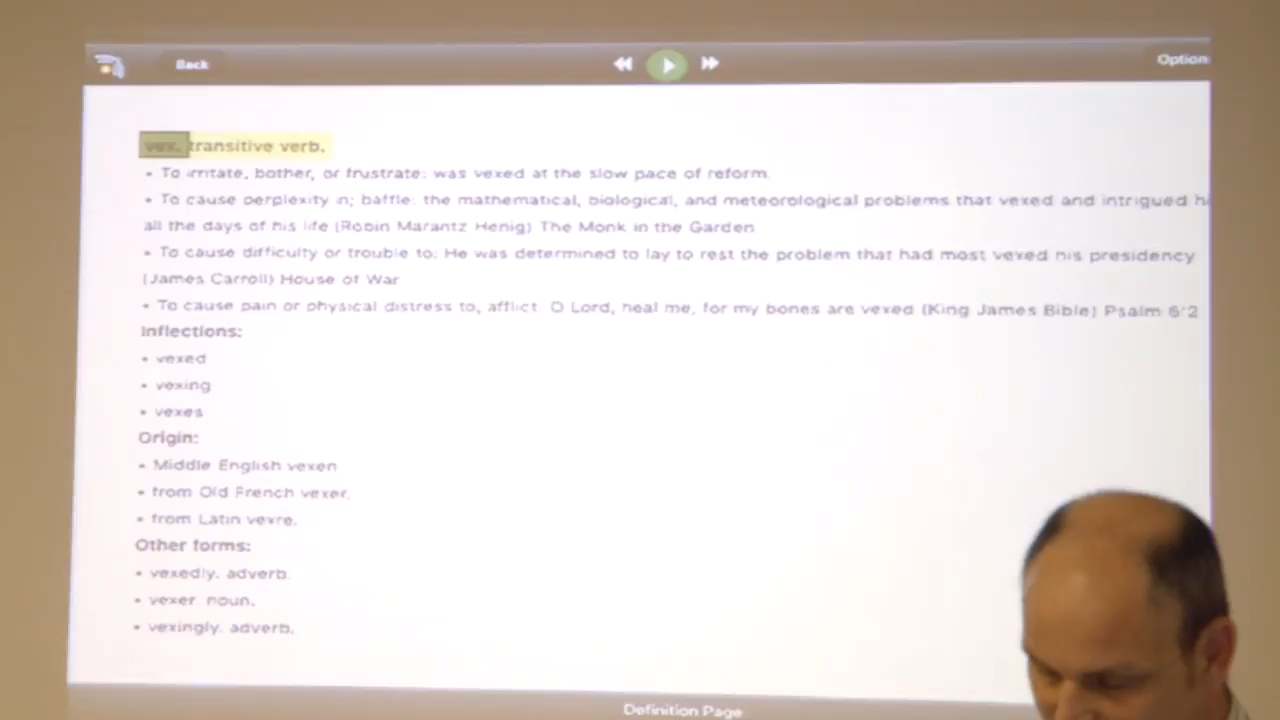 Back
Option
vex. transitive verb.
• To irritate, bother, or frustrate: was vexed at the slow pace of reform.
• To cause perplexity in; baffle: the mathematical, biological, and meteorological problems that vexed and intrigued hi
all the days of his life (Robin Marantz Henig) The Monk in the Garden
• To cause difficulty or trouble to: He was determined to lay to rest the problem that had most vexed his presidency
(James Carroll) House of War
• To cause pain or physical distress to, afflict: O Lord, heal me, for my bones are vexed (King James Bible) Psalm 6:2
Inflections:
• vexed
• vexing
• vexes
Origin:
• Middle English vexen
• from Old French vexer.
• from Latin vexre.
Other forms:
• vexedly. adverb.
• vexer. noun.
• vexingly. adverb.
Definition Page